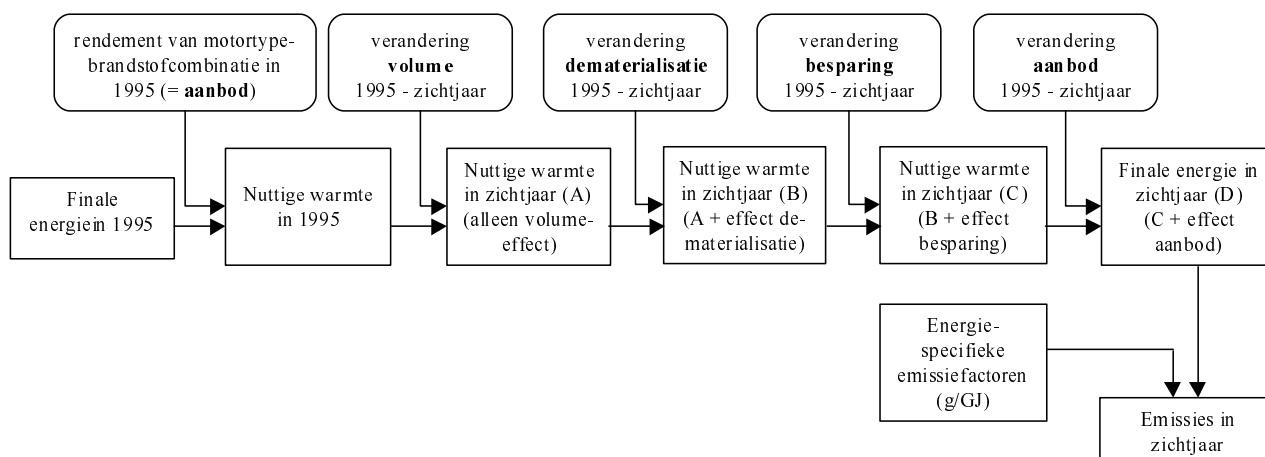 rendement van motortype-
brandstofcombinatie in
1995 (= aanbod)
verandering
volume
1995 - zichtjaar
verandering
dematerialisatie
1995 - zichtjaar
verandering
besparing
1995 - zichtjaar
verandering
aanbod
1995 - zichtjaar
Finale
energiein 1995
Nuttige warmte
in 1995
Nuttige warmte
in zichtjaar (A)
(alleen volume-
effect)
Nuttige warmte
in zichtjaar (B)
(A + effect de-
materialisatie)
Nuttige warmte
in zichtjaar (C)
(B + effect
besparing)
Finale energie in
zichtjaar (D)
(C + effect
aanbod)
Energie-
specifieke
emissiefactoren
(g/GJ)
Emissies in
zichtjaar